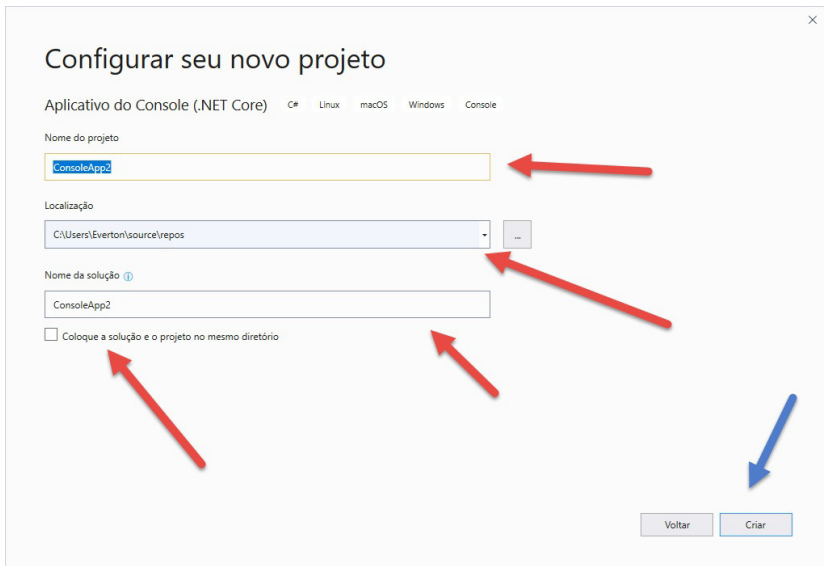 Configurar seu novo projeto
Aplicativo do Console (.NET Core) C# Linux macOS Windows Console
Nome do projeto
ConsoleApp2
Localização
C:\Users\Everton\source\repos
...
Nome da solução
ConsoleApp2
Coloque a solução e o projeto no mesmo diretório
Voltar Criar